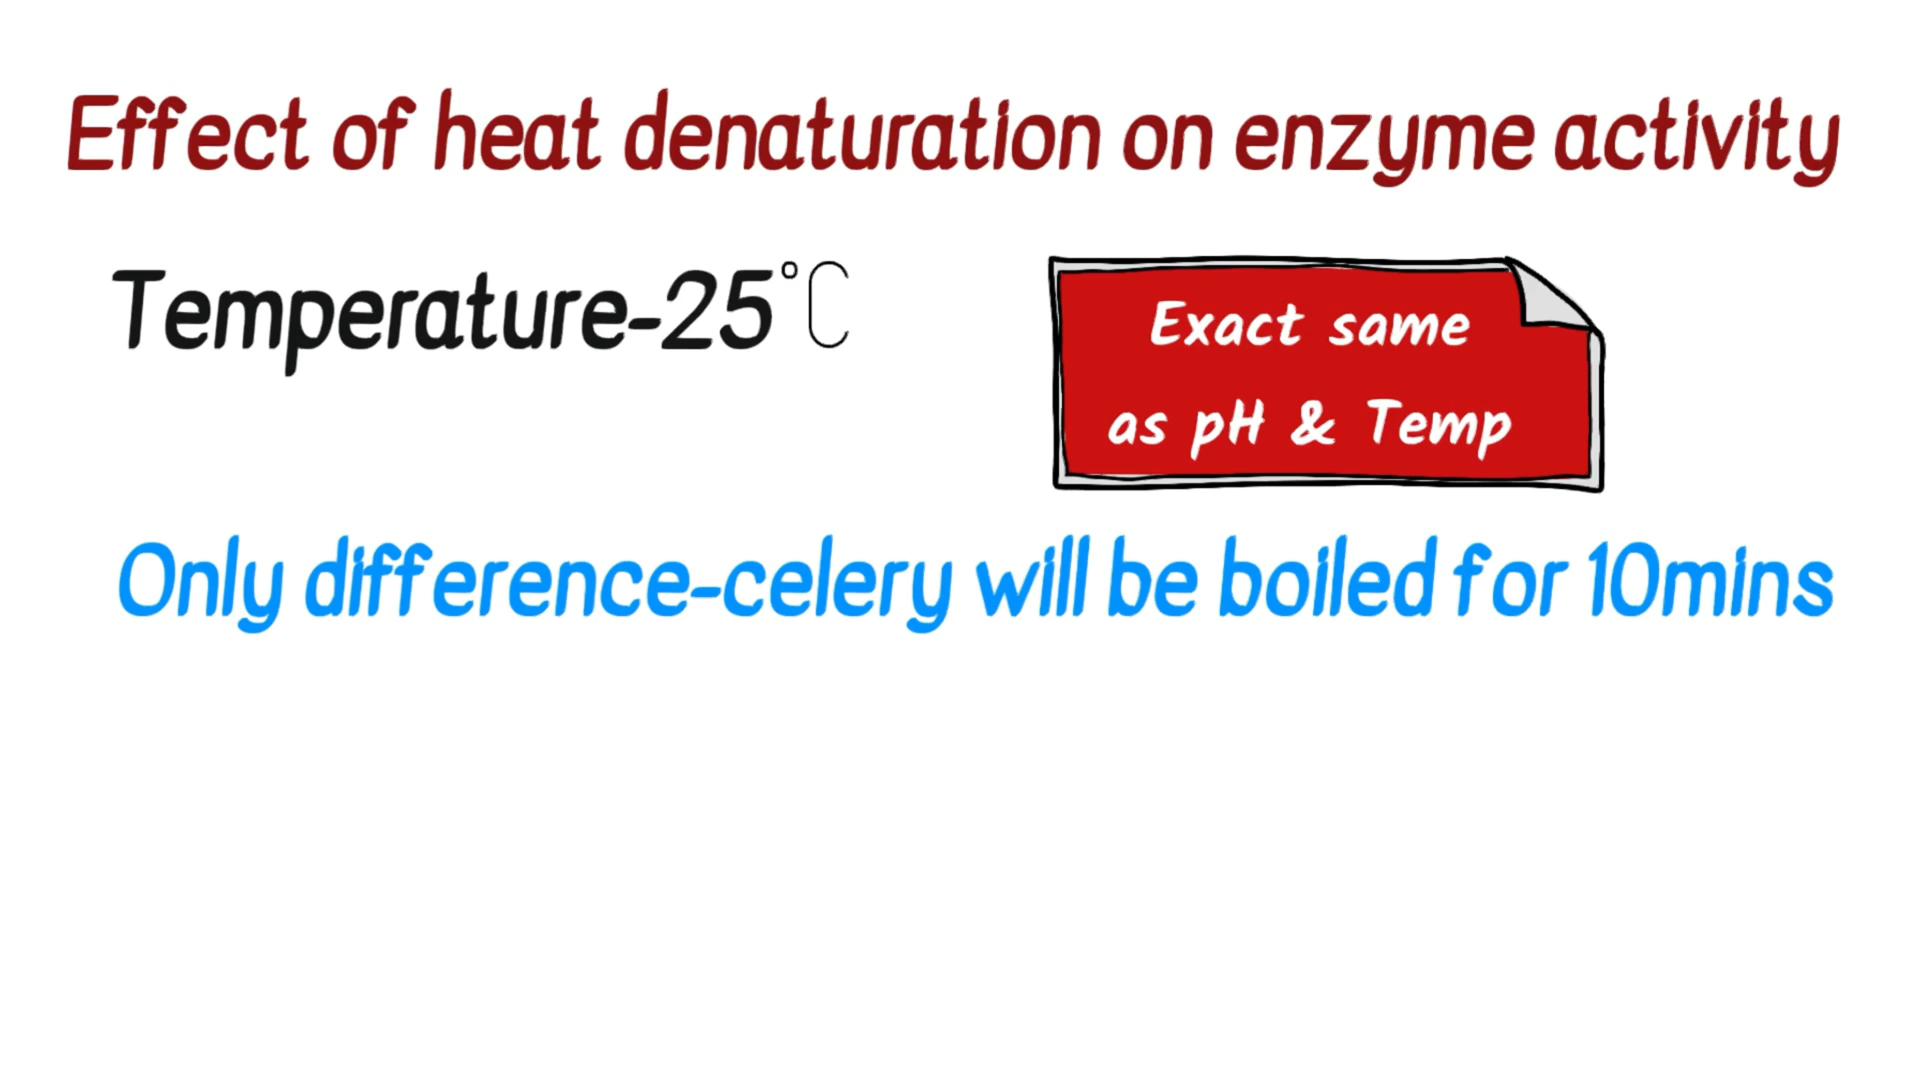 Effect of heat denaturation on enzyme activity
Temperature-25°C
Exact same
as pH & Temp
Only difference-celery will be boiled for 10mins